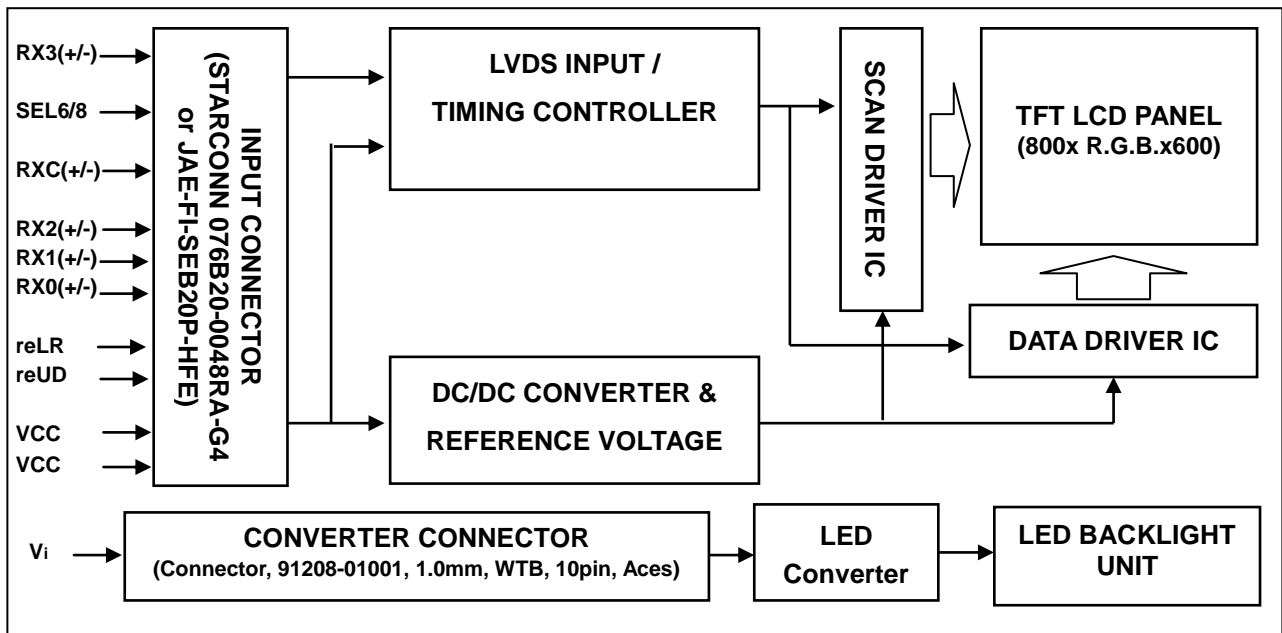 RX3(+/-)
SEL6/8
RXC(+/-)
RX2(+/-)
RX1(+/-)
RX0(+/-)
reLR
reUD
VCC
VCC
INPUT CONNECTOR
(STARCONN 076B20-0048RA-G4
or JAE-FI-SEB20P-HFE)
LVDS INPUT /
TIMING CONTROLLER
DC/DC CONVERTER &
REFERENCE VOLTAGE
SCAN DRIVER IC
TFT LCD PANEL
(800x R.G.B.x600)
DATA DRIVER IC
Vi
CONVERTER CONNECTOR
(Connector, 91208-01001, 1.0mm, WTB, 10pin, Aces)
LED
Converter
LED BACKLIGHT
UNIT